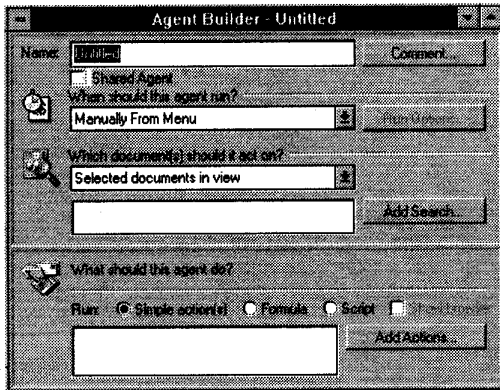 Agent Builder - Untitled
Name: Untitled Comment...
Shared Agent
When should this agent run?
Manually From Menu Run Options...
Which document(s) should it act on?
Selected documents in view
Add Search...
What should this agent do?
Run: Simple action(s) Formula Script
Add Actions...